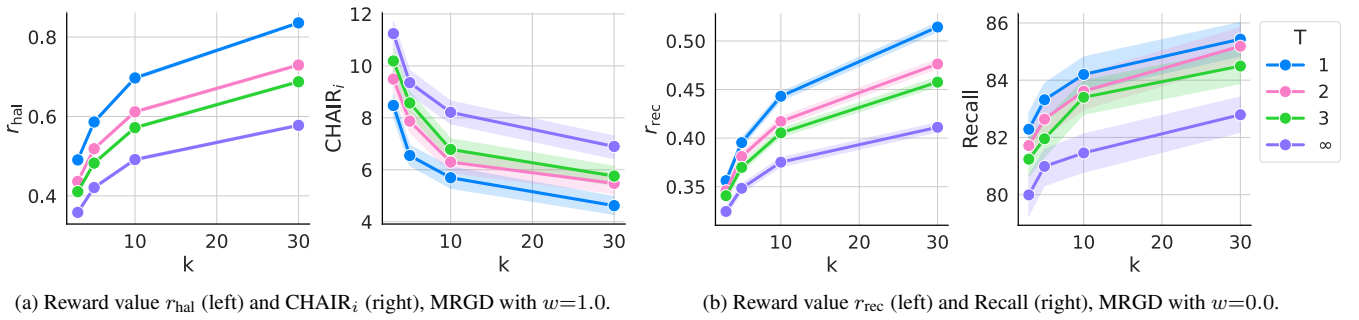 r_hal
0.8
0.6
0.4
10
20
30
k
CHAIR_i
12
10
8
6
4
10
20
30
k
r_rec
0.50
0.45
0.40
0.35
10
20
30
k
Recall
86
84
82
80
10
20
30
k
T
1
2
3
∞
(a) Reward value r_hal (left) and CHAIR_i (right), MRGD with w=1.0.
(b) Reward value r_rec (left) and Recall (right), MRGD with w=0.0.